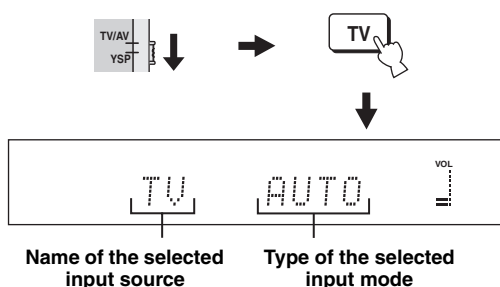 TV/AV
YSP
TV
VOL
TV AUTO
Name of the selected
input source
Type of the selected
input mode